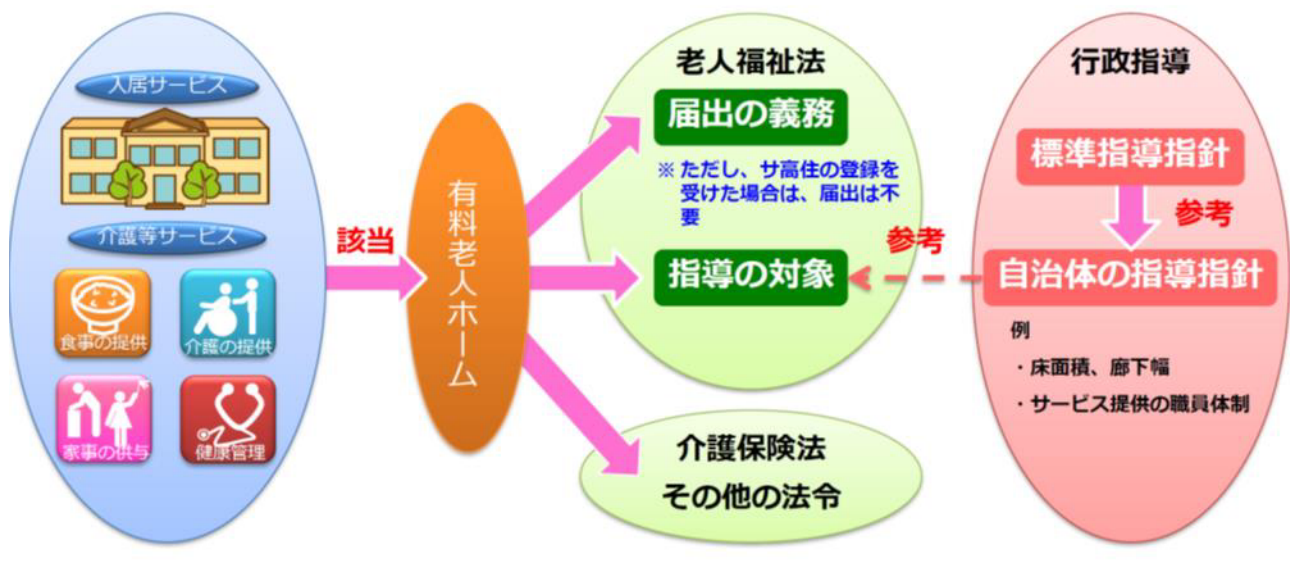 入居サービス
介護等サービス
食事の提供
介護の提供
家事の供与
健康管理
該当
有料老人ホーム
老人福祉法
届出の義務
※ ただし、サ高住の登録を
受けた場合は、届出は不
要
指導の対象
介護保険法
その他の法令
参考
行政指導
標準指導指針
参考
自治体の指導指針
例
・床面積、廊下幅
・サービス提供の職員体制